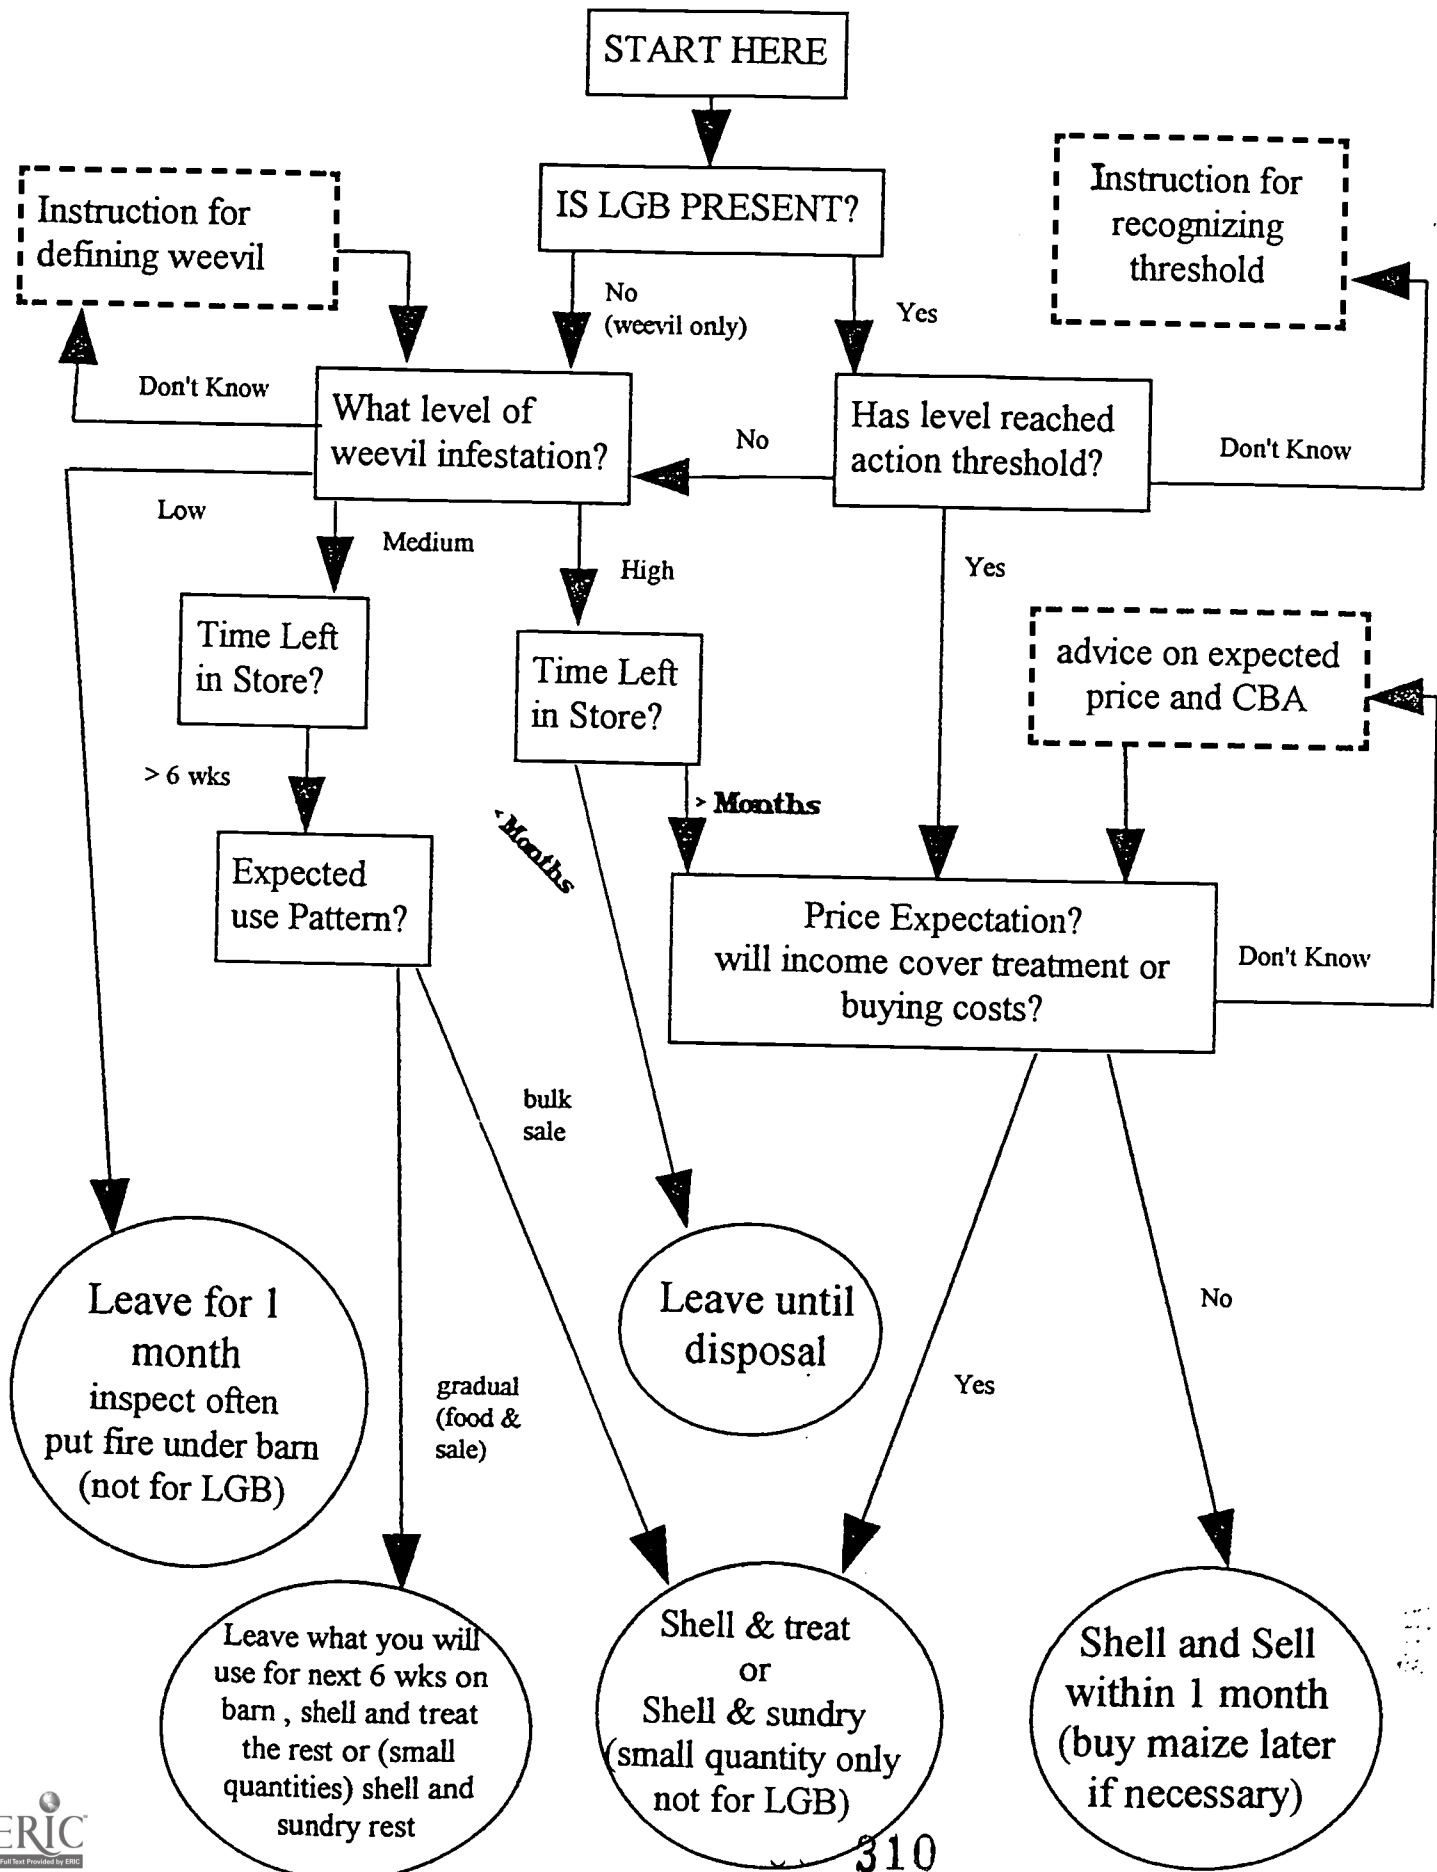 START HERE
IS LGB PRESENT?
Instruction for
defining weevil
Instruction for
recognizing
threshold
No
(weevil only)
Yes
Don't Know
What level of
weevil infestation?
No
Has level reached
action threshold?
Don't Know
Low
Medium
High
Yes
Time Left
in Store?
Time Left
in Store?
advice on expected
price and CBA
> 6 wks
< Months
> Months
Expected
use Pattern?
Price Expectation?
will income cover treatment or
buying costs?
Don't Know
bulk
sale
gradual
(food &
sale)
Yes
No
Leave for 1
month
inspect often
put fire under barn
(not for LGB)
Leave until
disposal
Leave what you will
use for next 6 wks on
barn , shell and treat
the rest or (small
quantities) shell and
sundry rest
Shell & treat
or
Shell & sundry
(small quantity only
not for LGB)
Shell and Sell
within 1 month
(buy maize later
if necessary)
310
ERIC
Full Text Provided by ERIC